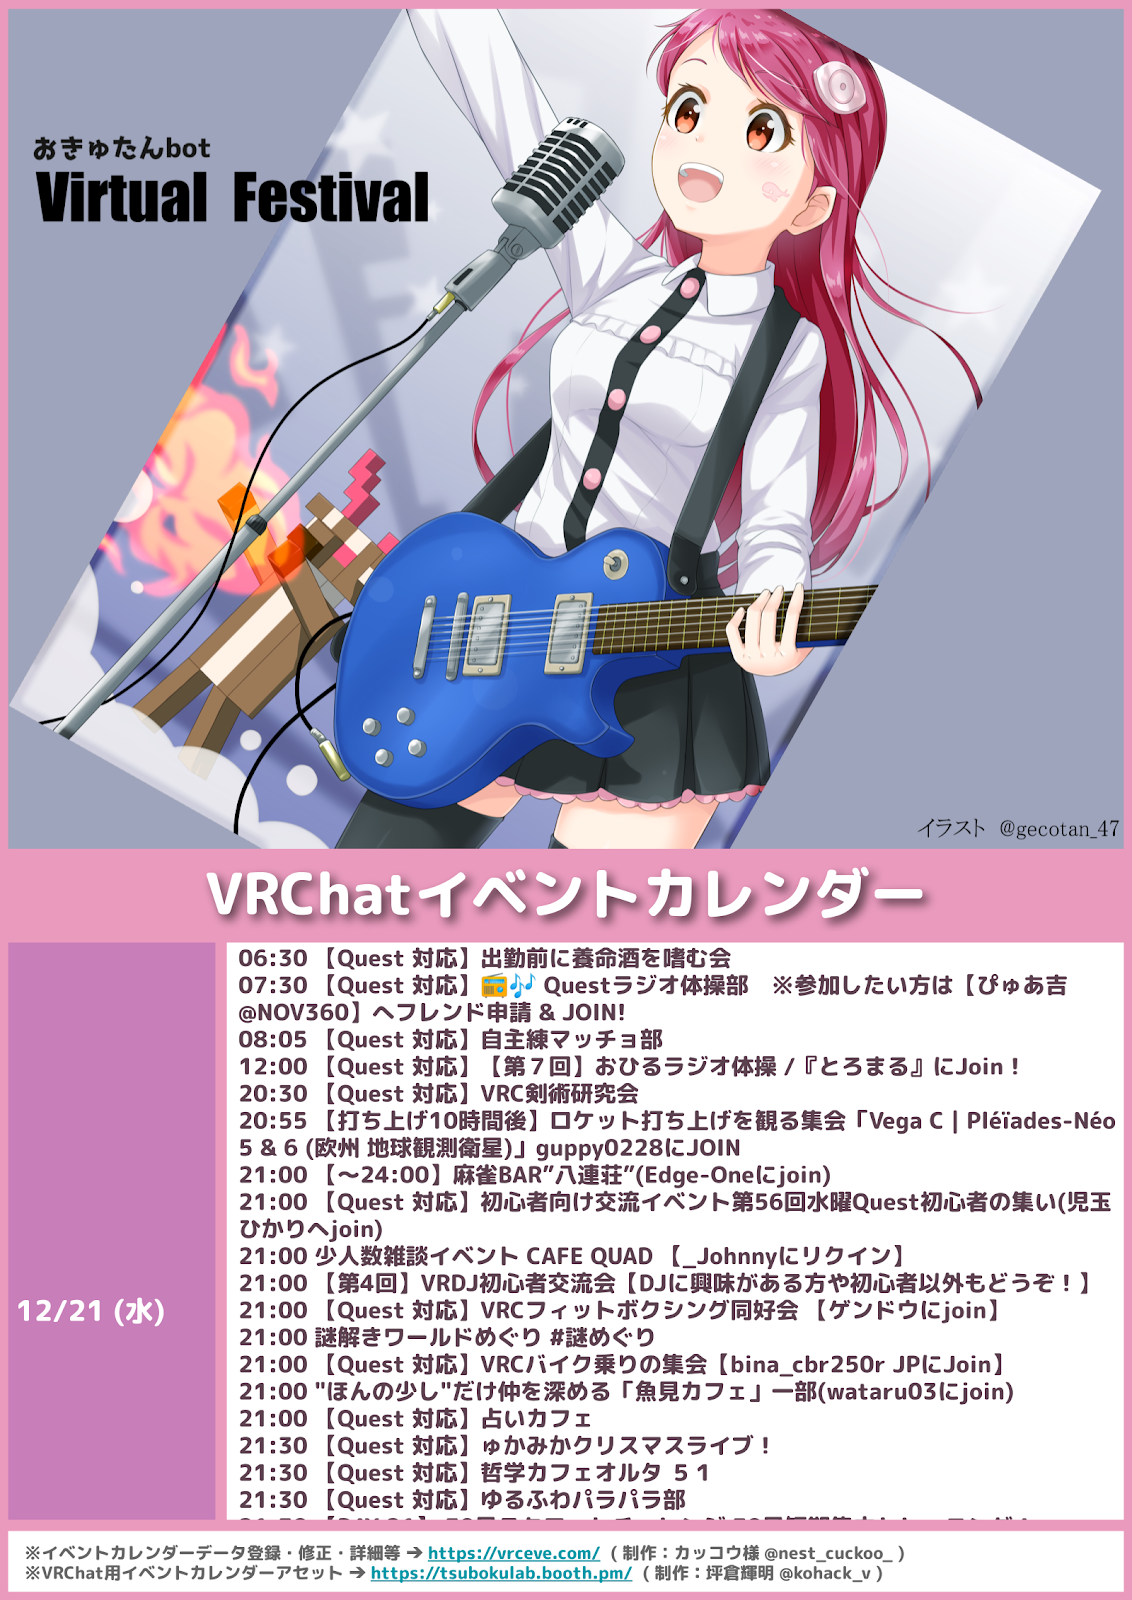 おきゅたんbot
Virtual Festival
イラスト @gecotan_47
VRChatイベントカレンダー
12/21 (水)
06:30 【Quest 対応】出勤前に養命酒を嗜む会
07:30 【Quest 対応】📻🎶 Questラジオ体操部　※参加したい方は【ぴゅあ吉
@NOV360】へフレンド申請 & JOIN!
08:05 【Quest 対応】自主練マッチョ部
12:00 【Quest 対応】【第７回】おひるラジオ体操 /『とろまる』にJoin！
20:30 【Quest 対応】VRC剣術研究会
20:55 【打ち上げ10時間後】ロケット打ち上げを観る集会「Vega C | Pléïades-Néo
5 & 6 (欧州 地球観測衛星)」guppy0228にJOIN
21:00 【～24:00】麻雀BAR”八連荘”(Edge-Oneにjoin)
21:00 【Quest 対応】初心者向け交流イベント第56回水曜Quest初心者の集い(児玉
ひかりへjoin)
21:00 少人数雑談イベント CAFE QUAD 【_Johnnyにリクイン】
21:00 【第4回】VRDJ初心者交流会【DJに興味がある方や初心者以外もどうぞ！】
21:00 【Quest 対応】VRCフィットボクシング同好会 【ゲンドウにjoin】
21:00 謎解きワールドめぐり #謎めぐり
21:00 【Quest 対応】VRCバイク乗りの集会【bina_cbr250r JPにJoin】
21:00 "ほんの少し"だけ仲を深める「魚見カフェ」一部(wataru03にjoin)
21:00 【Quest 対応】占いカフェ
21:30 【Quest 対応】ゅかみかクリスマスライブ！
21:30 【Quest 対応】哲学カフェオルタ ５１
21:30 【Quest 対応】ゆるふわパラパラ部
※イベントカレンダーデータ登録・修正・詳細等 ➔ https://vrceve.com/ （ 制作：カッコウ様 @nest_cuckoo_ ）
※VRChat用イベントカレンダーアセット ➔ https://tsubokulab.booth.pm/ （ 制作：坪倉輝明 @kohack_v ）